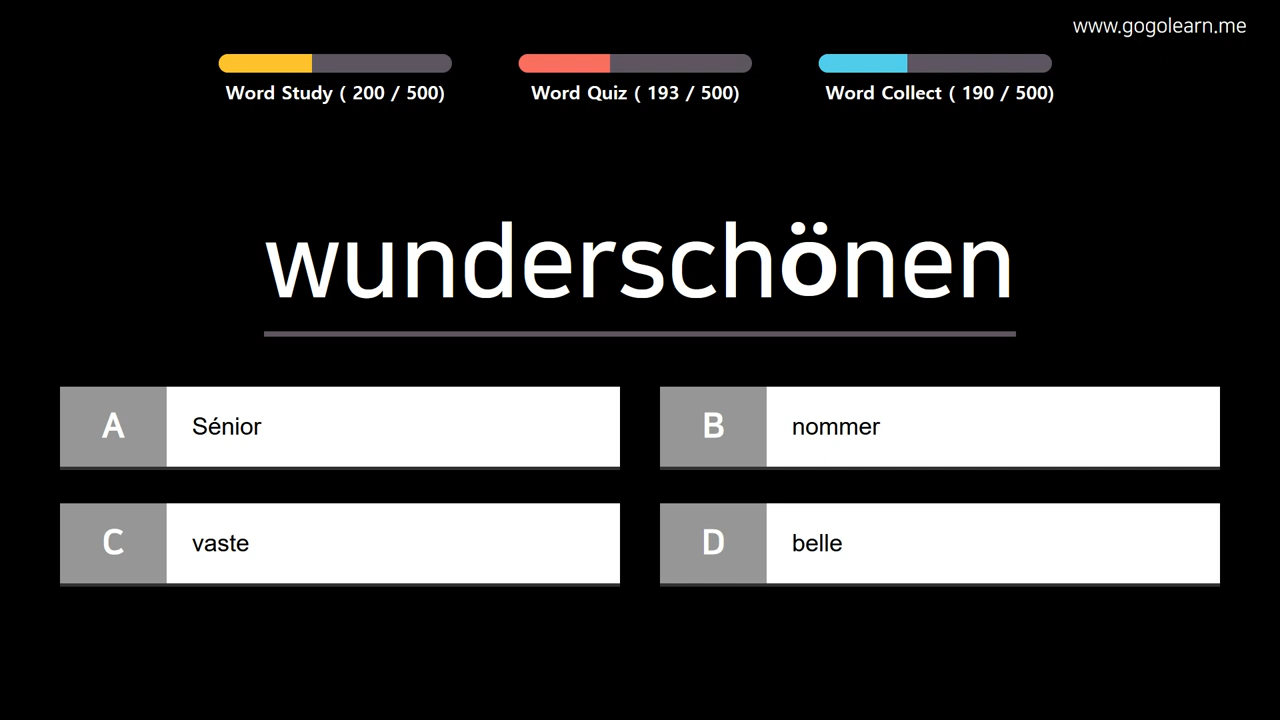 www.gogolearn.me
Word Study ( 200 / 500)
Word Quiz ( 193 / 500)
Word Collect ( 190 / 500)
wunderschönen
A
Sénior
B
nommer
C
vaste
D
belle